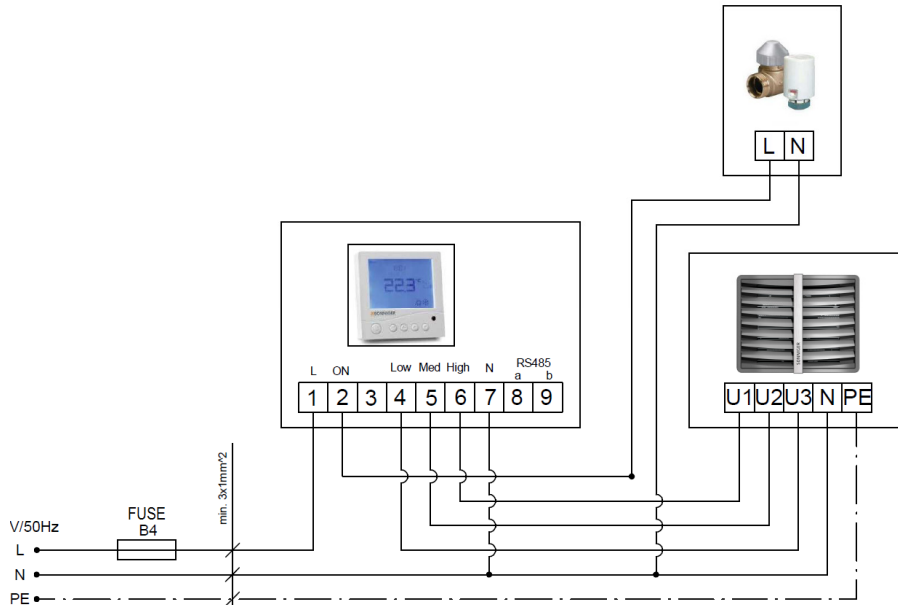 L N
22.3°
L ON Low Med High N RS485
a b
1 2 3 4 5 6 7 8 9
U1 U2 U3 N PE
min. 3x1mm^2
FUSE
B4
V/50Hz
L
N
PE